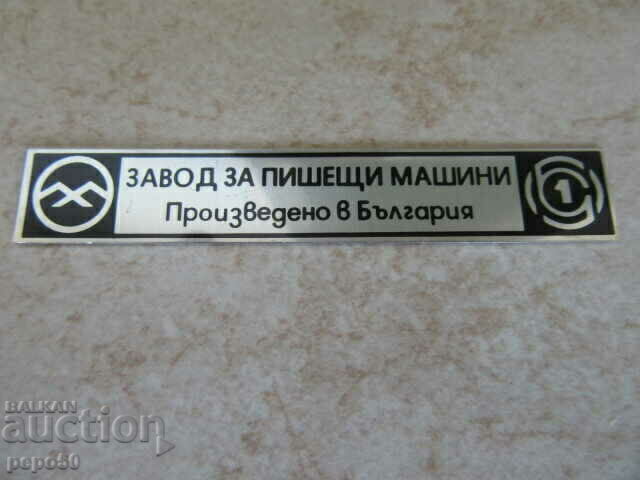 ЗАВОД ЗА ПИШЕЩИ МАШИНИ
Произведено в България
1
BALKAN
auction
pepo50